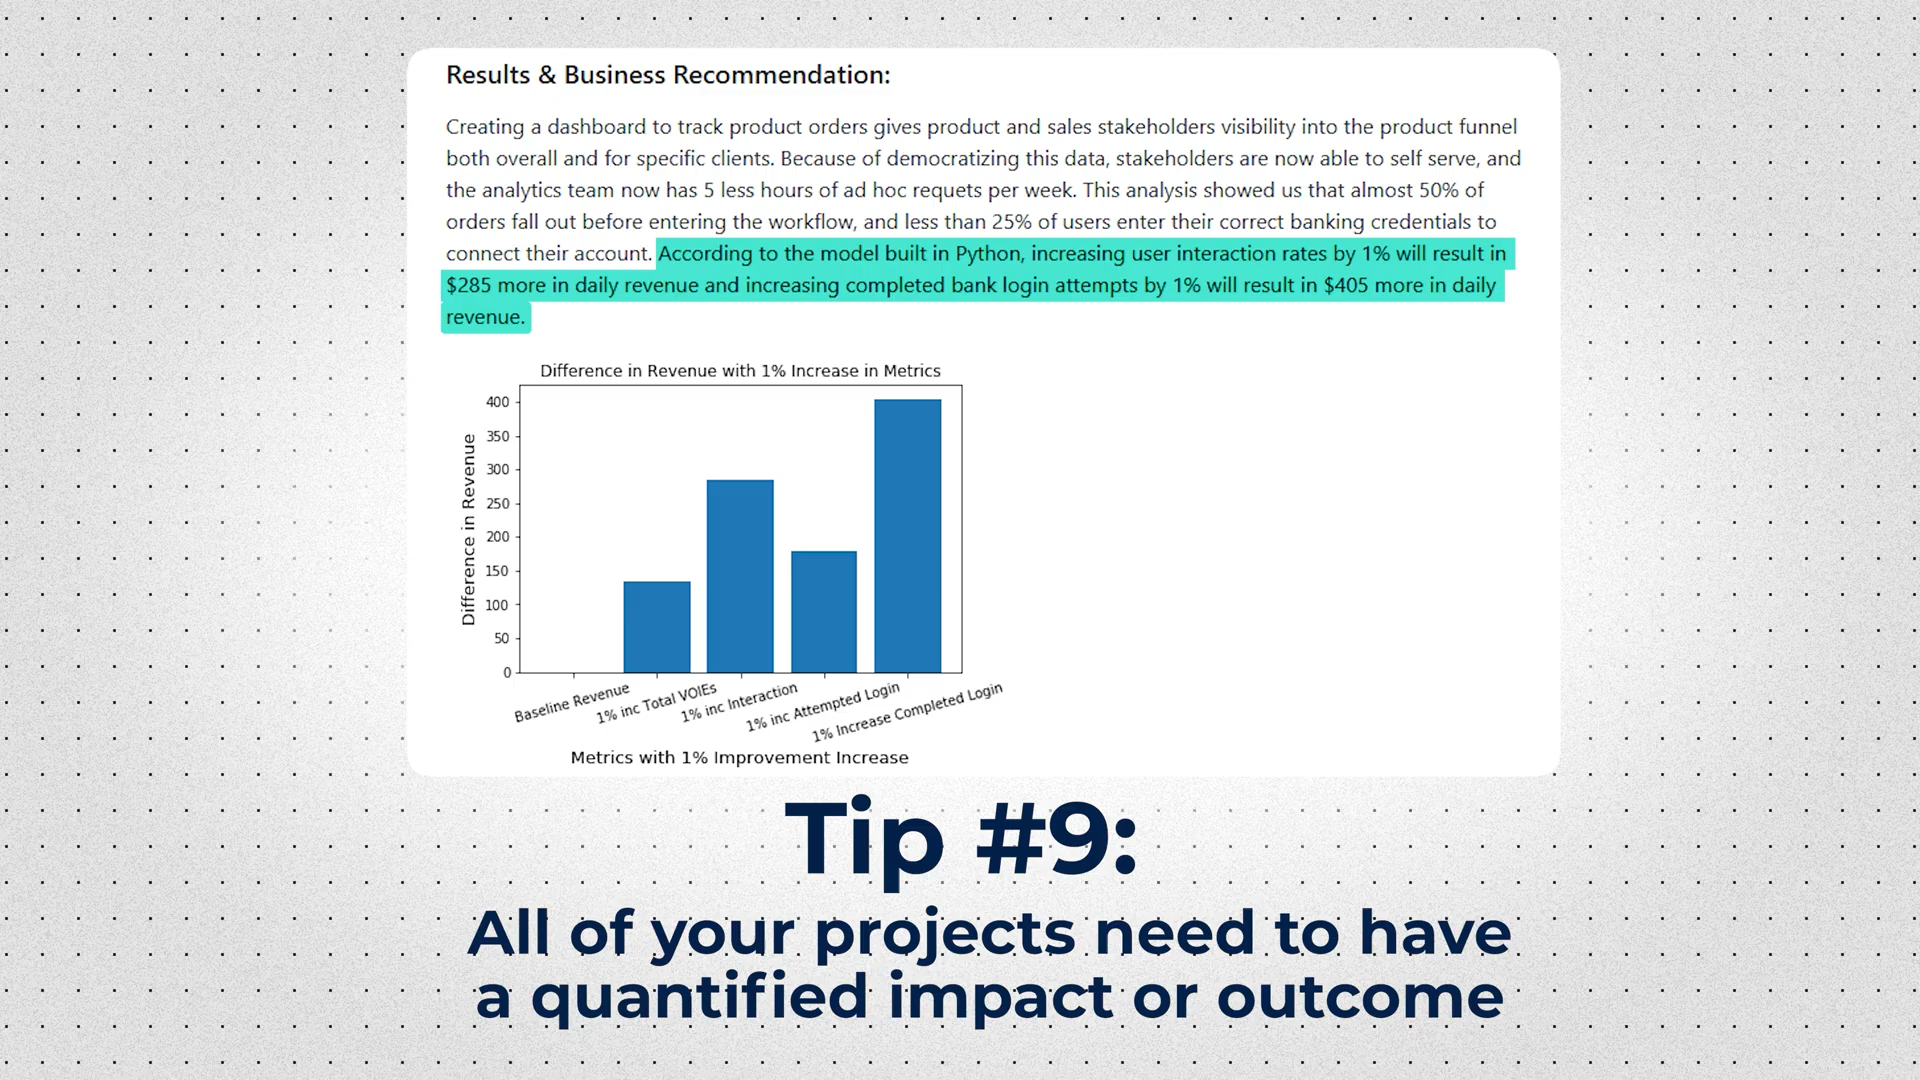 Results & Business Recommendation:
Creating a dashboard to track product orders gives product and sales stakeholders visibility into the product funnel
both overall and for specific clients. Because of democratizing this data, stakeholders are now able to self serve, and
the analytics team now has 5 less hours of ad hoc requets per week. This analysis showed us that almost 50% of
orders fall out before entering the workflow, and less than 25% of users enter their correct banking credentials to
connect their account. According to the model built in Python, increasing user interaction rates by 1% will result in
$285 more in daily revenue and increasing completed bank login attempts by 1% will result in $405 more in daily
revenue.
Difference in Revenue with 1% Increase in Metrics
400
350
300
250
200
150
100
50
0
Difference in Revenue
Baseline Revenue
1% inc Total VOIEs
1% inc Interaction
1% inc Attempted Login
1% Increase Completed Login
Metrics with 1% Improvement Increase
Tip #9:
All of your projects need to have
a quantified impact or outcome